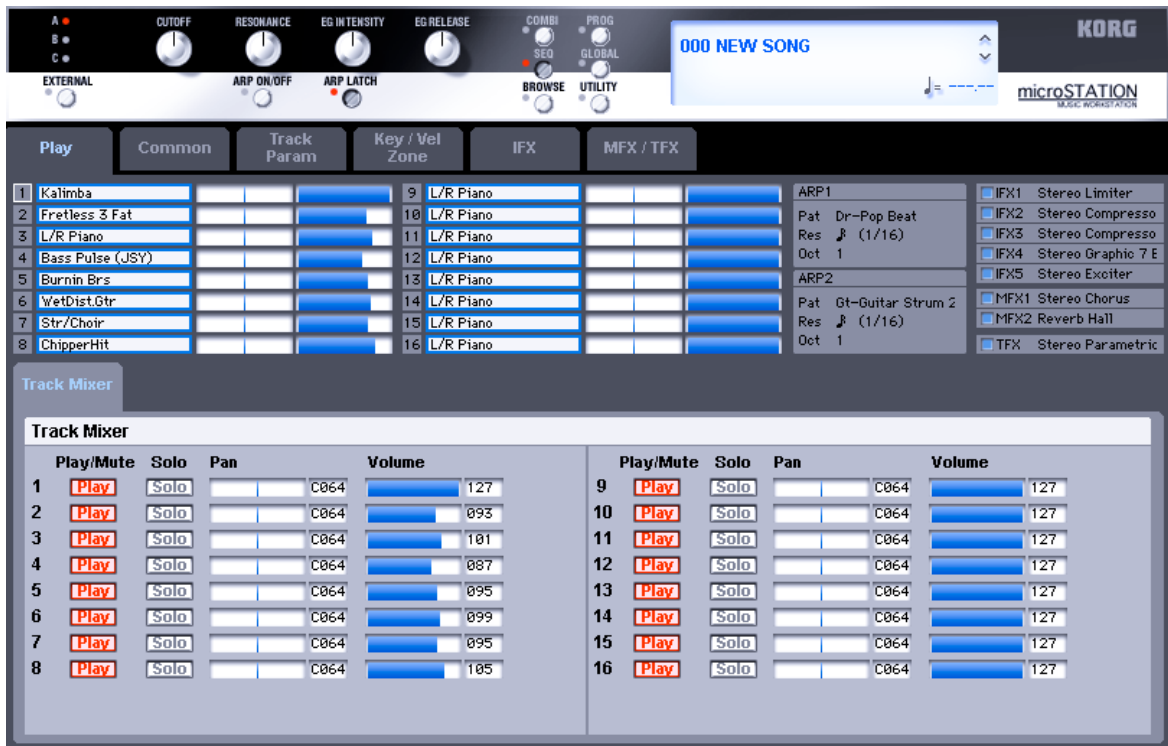 A CUTOFF RESONANCE EG INTENSITY EG RELEASE COMBI PROG KORG
B 000 NEW SONG
C SEQ GLOBAL
EXTERNAL ARP ON/OFF ARP LATCH BROWSE UTILITY ♩= ---.--
microSTATION
MUSIC WORKSTATION
Play Common Track Param Key / Vel Zone IFX MFX / TFX
1 Kalimba 9 L/R Piano ARP1 IFX1 Stereo Limiter
2 Fretless 3 Fat 10 L/R Piano Pat Dr-Pop Beat IFX2 Stereo Compresso
3 L/R Piano 11 L/R Piano Res (1/16) IFX3 Stereo Compresso
4 Bass Pulse (JSY) 12 L/R Piano Oct 1 IFX4 Stereo Graphic 7 E
5 Burnin Brs 13 L/R Piano ARP2 IFX5 Stereo Exciter
6 WetDist.Gtr 14 L/R Piano Pat Gt-Guitar Strum 2 MFX1 Stereo Chorus
7 Str/Choir 15 L/R Piano Res (1/16) MFX2 Reverb Hall
8 ChipperHit 16 L/R Piano Oct 1 TFX Stereo Parametric
Track Mixer
Track Mixer
Play/Mute Solo Pan Volume Play/Mute Solo Pan Volume
1 Play Solo C064 127 9 Play Solo C064 127
2 Play Solo C064 093 10 Play Solo C064 127
3 Play Solo C064 101 11 Play Solo C064 127
4 Play Solo C064 087 12 Play Solo C064 127
5 Play Solo C064 095 13 Play Solo C064 127
6 Play Solo C064 099 14 Play Solo C064 127
7 Play Solo C064 095 15 Play Solo C064 127
8 Play Solo C064 105 16 Play Solo C064 127